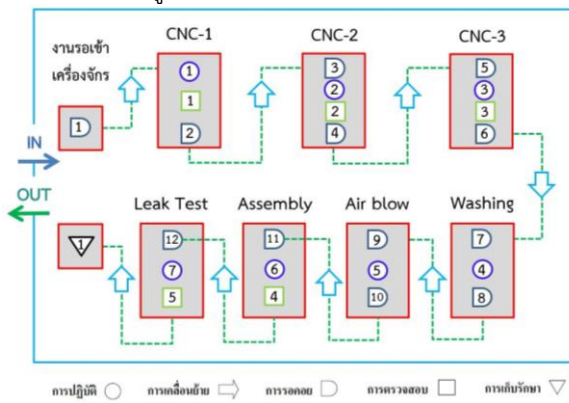 CNC-1 CNC-2 CNC-3
งานรอเข้า
เครื่องจักร
1 3 5
1 2 3
1 1 2 3
2 4 6
IN
OUT
Leak Test Assembly Air blow Washing
1 12 11 9 7
7 6 5 4
5 4 10 8
การปฏิบัติ การเคลื่อนย้าย การรอคอย การตรวจสอบ การเก็บรักษา